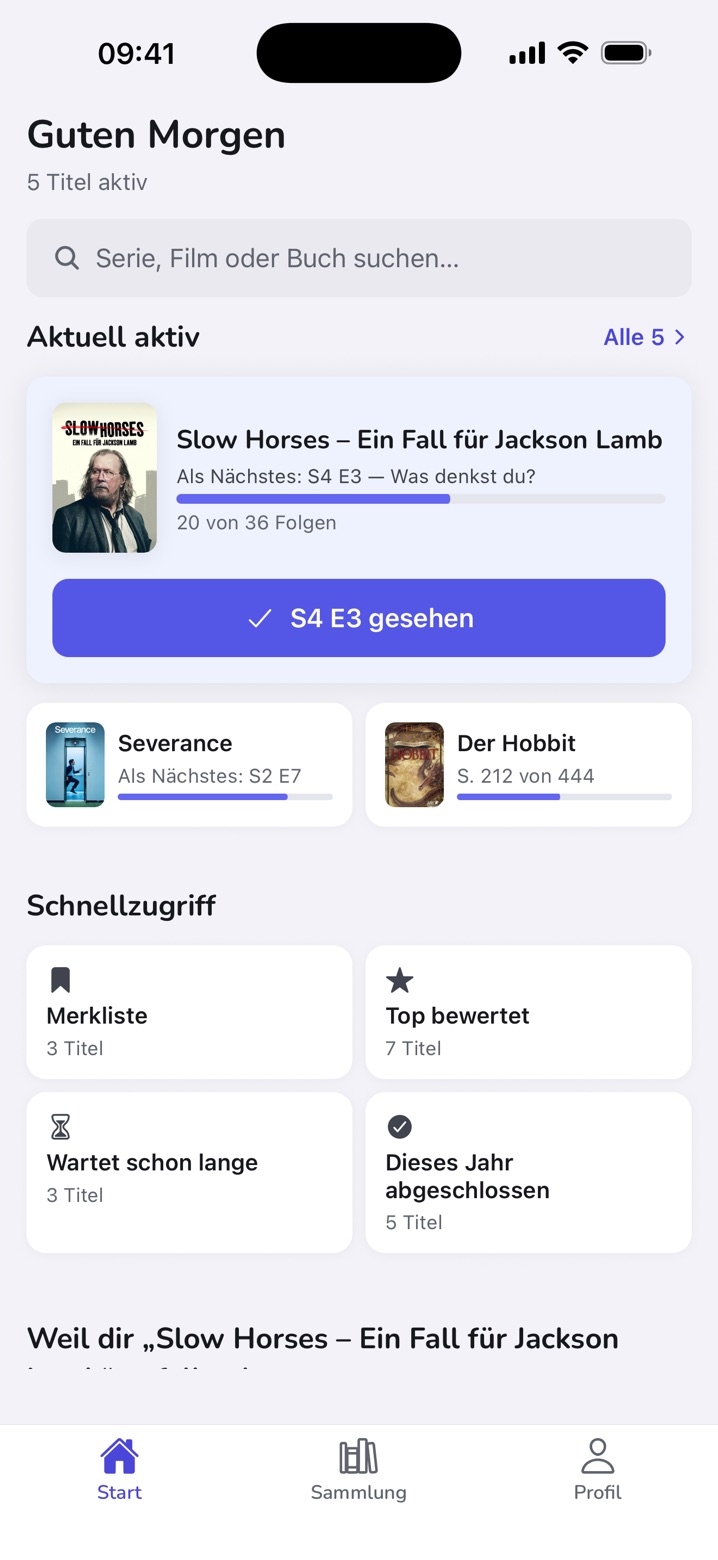 09:41
Guten Morgen
5 Titel aktiv
Serie, Film oder Buch suchen...
Aktuell aktiv
Alle 5
SLOW HORSES
EIN FALL FÜR JACKSON LAMB
Slow Horses – Ein Fall für Jackson Lamb
Als Nächstes: S4 E3 — Was denkst du?
20 von 36 Folgen
S4 E3 gesehen
Severance
Severance
Als Nächstes: S2 E7
HOBBIT
Der Hobbit
S. 212 von 444
Schnellzugriff
Merkliste
3 Titel
Top bewertet
7 Titel
Wartet schon lange
3 Titel
Dieses Jahr
abgeschlossen
5 Titel
Weil dir „Slow Horses – Ein Fall für Jackson
Start
Sammlung
Profil